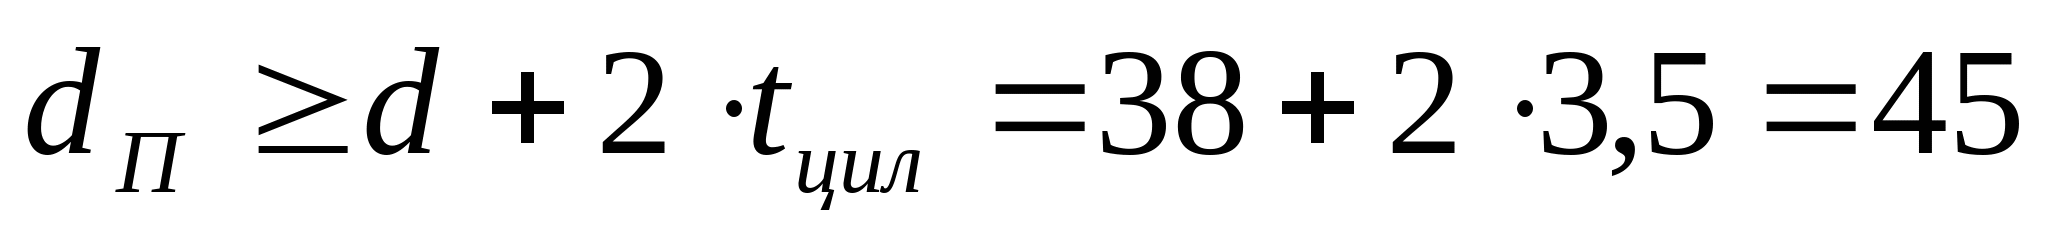 d_П ≥ d + 2 · t_цил = 38 + 2 · 3,5 = 45